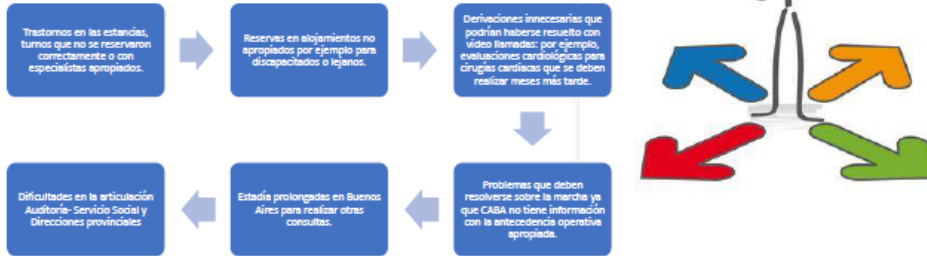 Trastornos en las estancias,
turnos que no se reservaron
correctamente o con
especialistas apropiados.
Reservas en alojamientos no
apropiados por ejemplo para
discapacitados o lejanos.
Derivaciones innecesarias que
podrían haberse resuelto con
video llamadas: por ejemplo,
evaluaciones cardiológicas para
cirugías cardiacas que se deben
realizar meses más tarde.
Problemas que deben
resolverse sobre la marcha ya
que CABA no tiene información
con la antecedencia operativa
apropiada.
Estadía prolongadas en Buenos
Aires para realizar otras
consultas.
Dificultades en la articulación
Auditoría- Servicio Social y
Direcciones provinciales